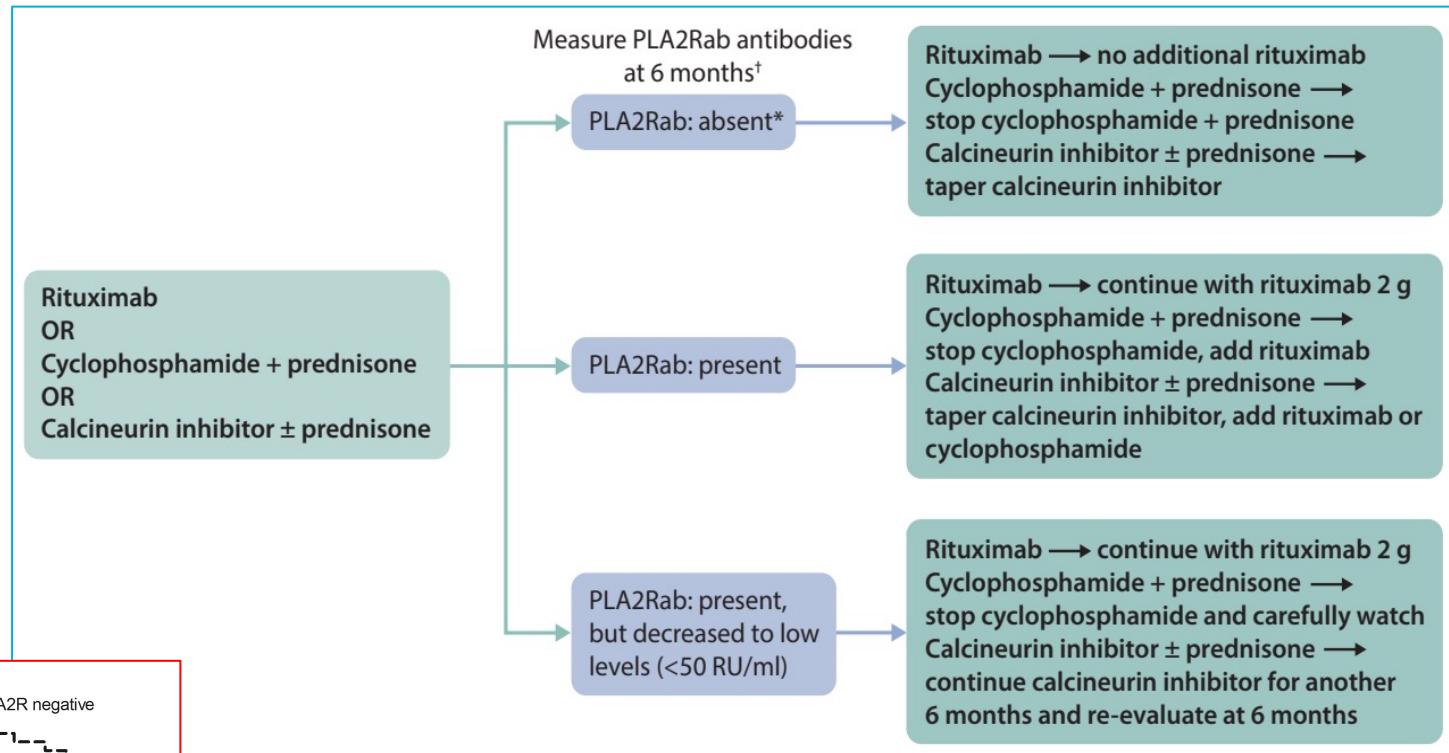 Measure PLA2Rab antibodies
at 6 months†
Rituximab
OR
Cyclophosphamide + prednisone
OR
Calcineurin inhibitor ± prednisone
PLA2Rab: absent*
Rituximab → no additional rituximab
Cyclophosphamide + prednisone →
stop cyclophosphamide + prednisone
Calcineurin inhibitor ± prednisone →
taper calcineurin inhibitor
PLA2Rab: present
Rituximab → continue with rituximab 2 g
Cyclophosphamide + prednisone →
stop cyclophosphamide, add rituximab
Calcineurin inhibitor ± prednisone →
taper calcineurin inhibitor, add rituximab or
cyclophosphamide
PLA2Rab: present,
but decreased to low
levels (<50 RU/ml)
Rituximab → continue with rituximab 2 g
Cyclophosphamide + prednisone →
stop cyclophosphamide and carefully watch
Calcineurin inhibitor ± prednisone →
continue calcineurin inhibitor for another
6 months and re-evaluate at 6 months
negative